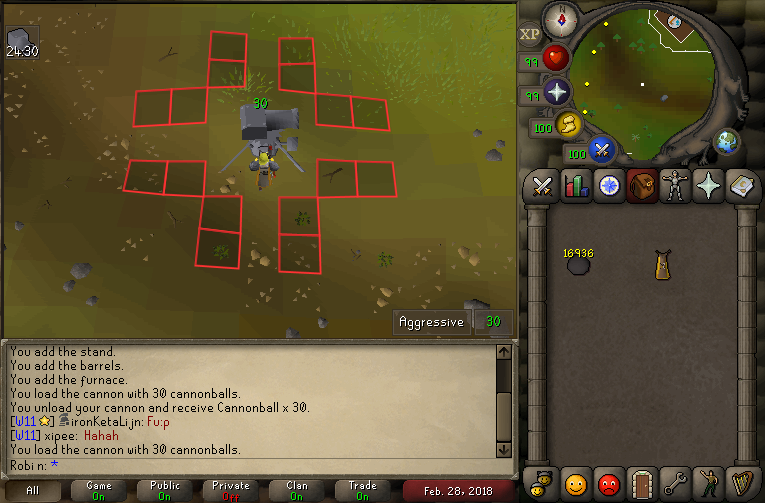 24:30
30
Aggressive 30
N
XP
99
99
100
100
16936
You add the stand.
You add the barrels.
You add the furnace.
You load the cannon with 30 cannonballs.
You unload your cannon and receive Cannonball x 30.
[W11] ironKetaLijn: Fu:p
[W11] xipee: Hahah
You load the cannon with 30 cannonballs.
Robin: *
All
Game
On
Public
On
Private
Off
Clan
On
Trade
On
Feb. 28, 2018